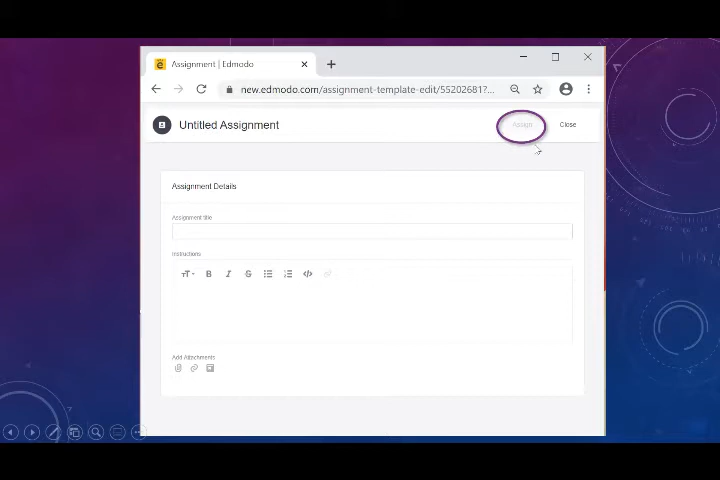 Assignment | Edmodo
new.edmodo.com/assignment-template-edit/55202681?...
Untitled Assignment
Assign
Close
Assignment Details
Assignment title
Instructions
TT B I S </>
Add Attachments